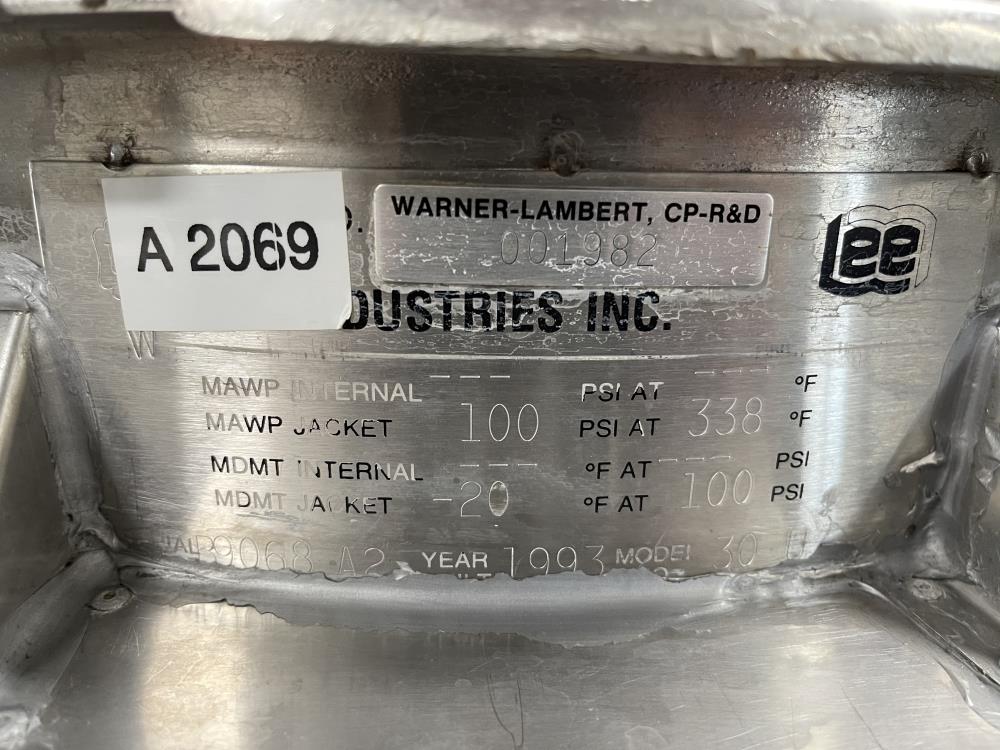 A 2069
WARNER-LAMBERT, CP-R&D
001982
Lee
DUSTRIES INC.
W
MAWP INTERNAL --- PSI AT --- °F
MAWP JACKET 100 PSI AT 338 °F
MDMT INTERNAL --- °F AT --- PSI
MDMT JACKET -20 °F AT 100 PSI
9068 A2 YEAR 1993 MODEL 30